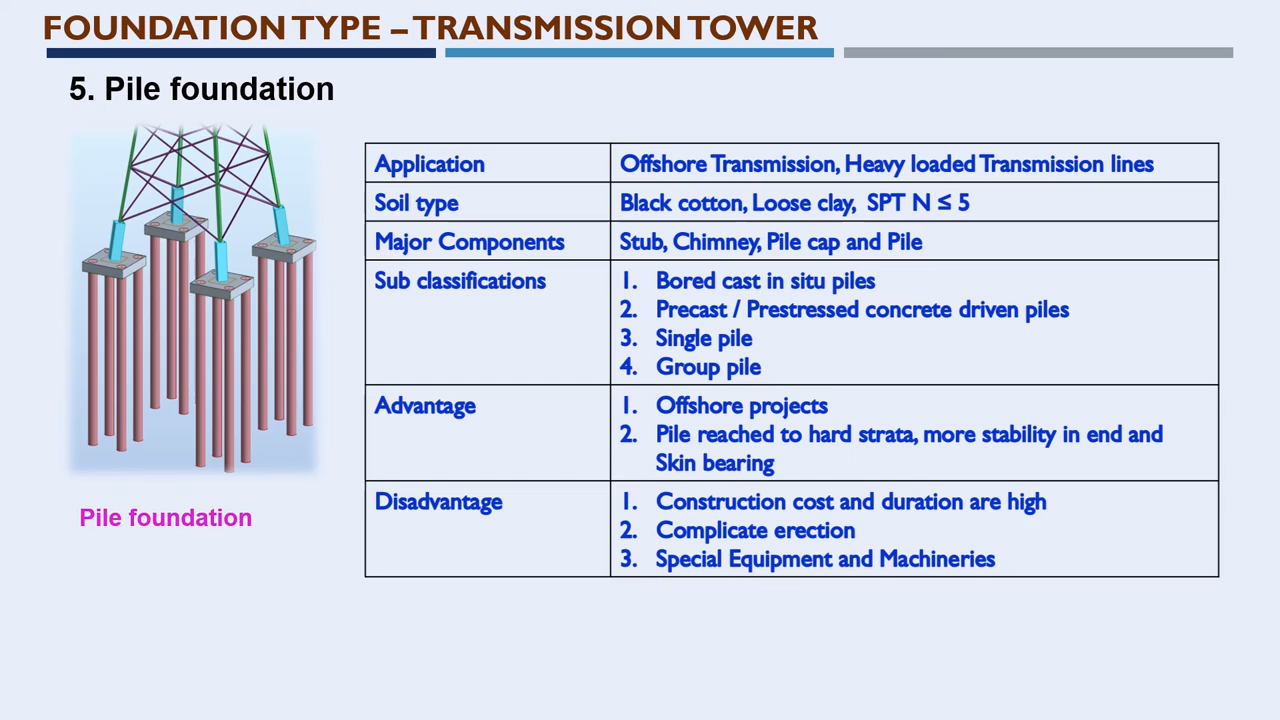 FOUNDATION TYPE – TRANSMISSION TOWER
5. Pile foundation
Application
Offshore Transmission, Heavy loaded Transmission lines
Soil type
Black cotton, Loose clay, SPT N ≤ 5
Major Components
Stub, Chimney, Pile cap and Pile
Sub classifications
1. Bored cast in situ piles
2. Precast / Prestressed concrete driven piles
3. Single pile
4. Group pile
Advantage
1. Offshore projects
2. Pile reached to hard strata, more stability in end and
Skin bearing
Disadvantage
1. Construction cost and duration are high
2. Complicate erection
3. Special Equipment and Machineries
Pile foundation